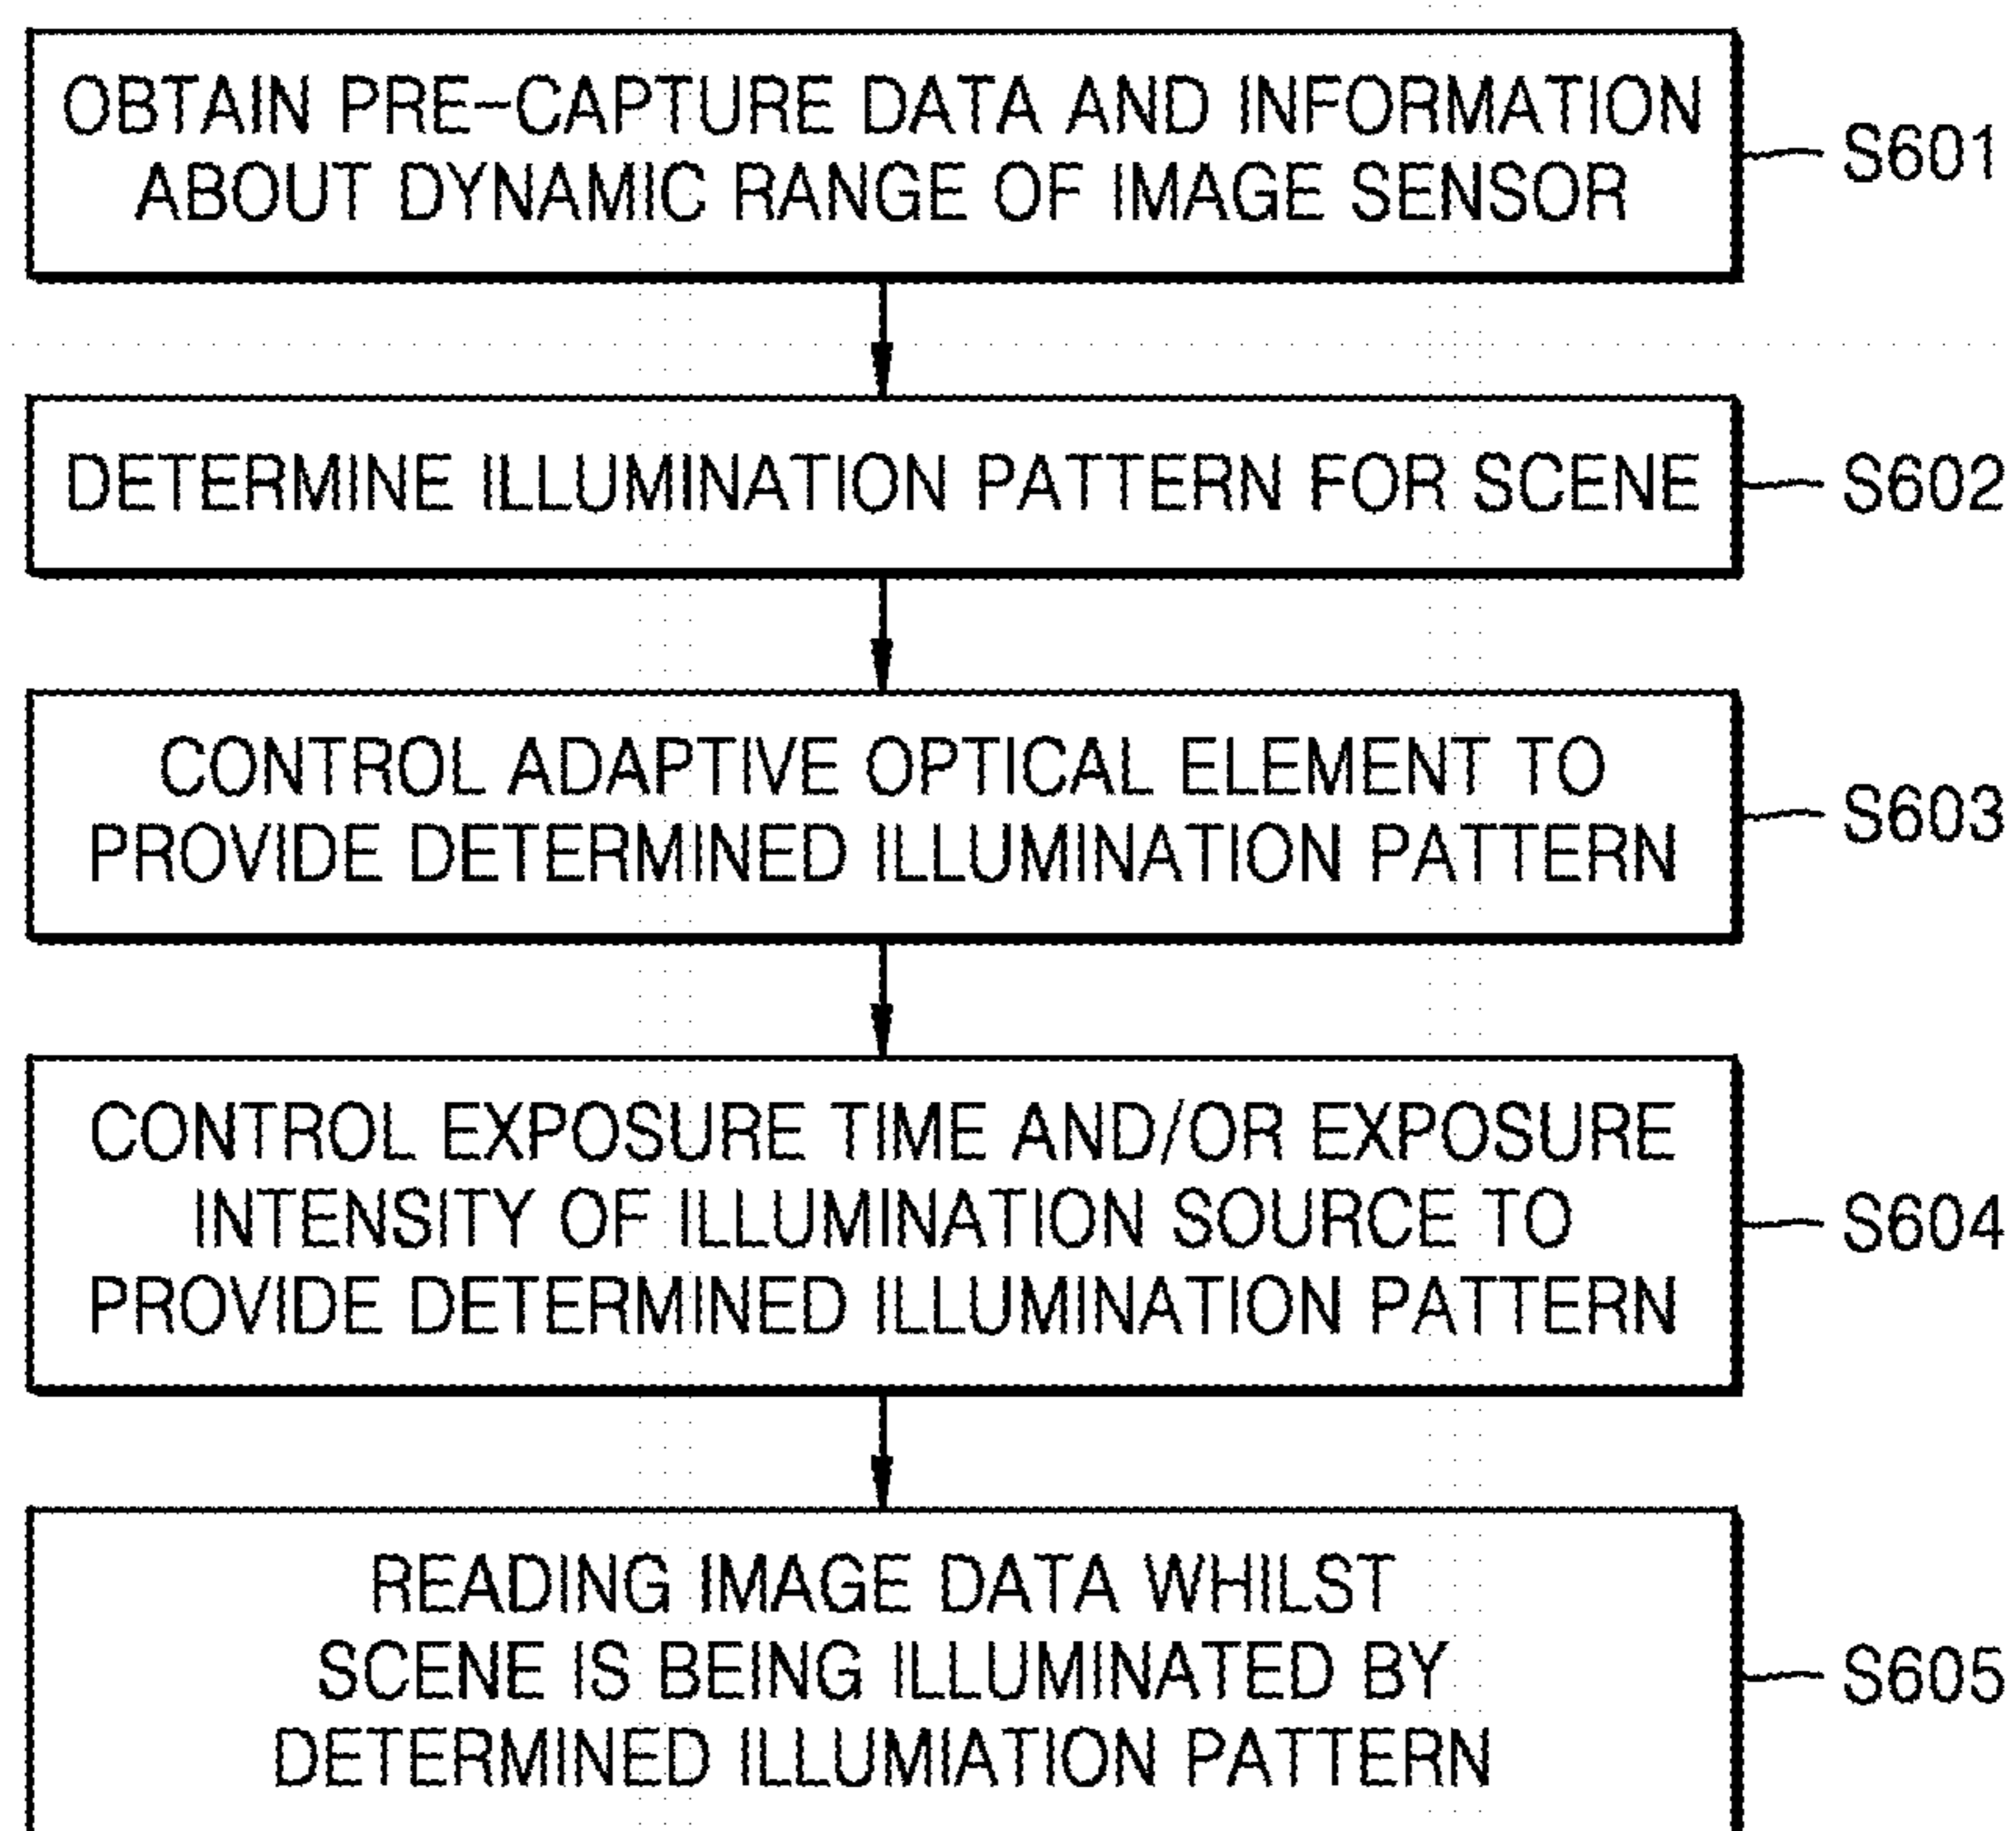 OBTAIN PRE-CAPTURE DATA AND INFORMATION
ABOUT DYNAMIC RANGE OF IMAGE SENSOR
S601
DETERMINE ILLUMINATION PATTERN FOR SCENE
S602
CONTROL ADAPTIVE OPTICAL ELEMENT TO
PROVIDE DETERMINED ILLUMINATION PATTERN
S603
CONTROL EXPOSURE TIME AND/OR EXPOSURE
INTENSITY OF ILLUMINATION SOURCE TO
PROVIDE DETERMINED ILLUMINATION PATTERN
S604
READING IMAGE DATA WHILST
SCENE IS BEING ILLUMINATED BY
DETERMINED ILLUMIATION PATTERN
S605